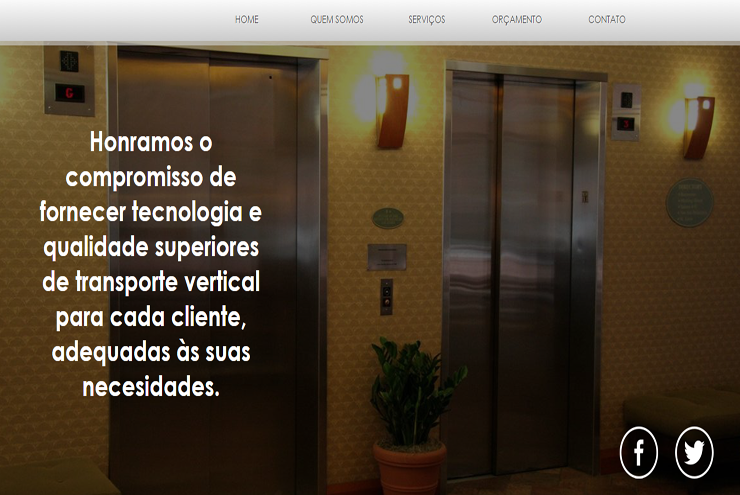 HOME QUEM SOMOS SERVIÇOS ORÇAMENTO CONTATO
Honramos o
compromisso de
fornecer tecnologia e
qualidade superiores
de transporte vertical
para cada cliente,
adequadas às suas
necesidades.